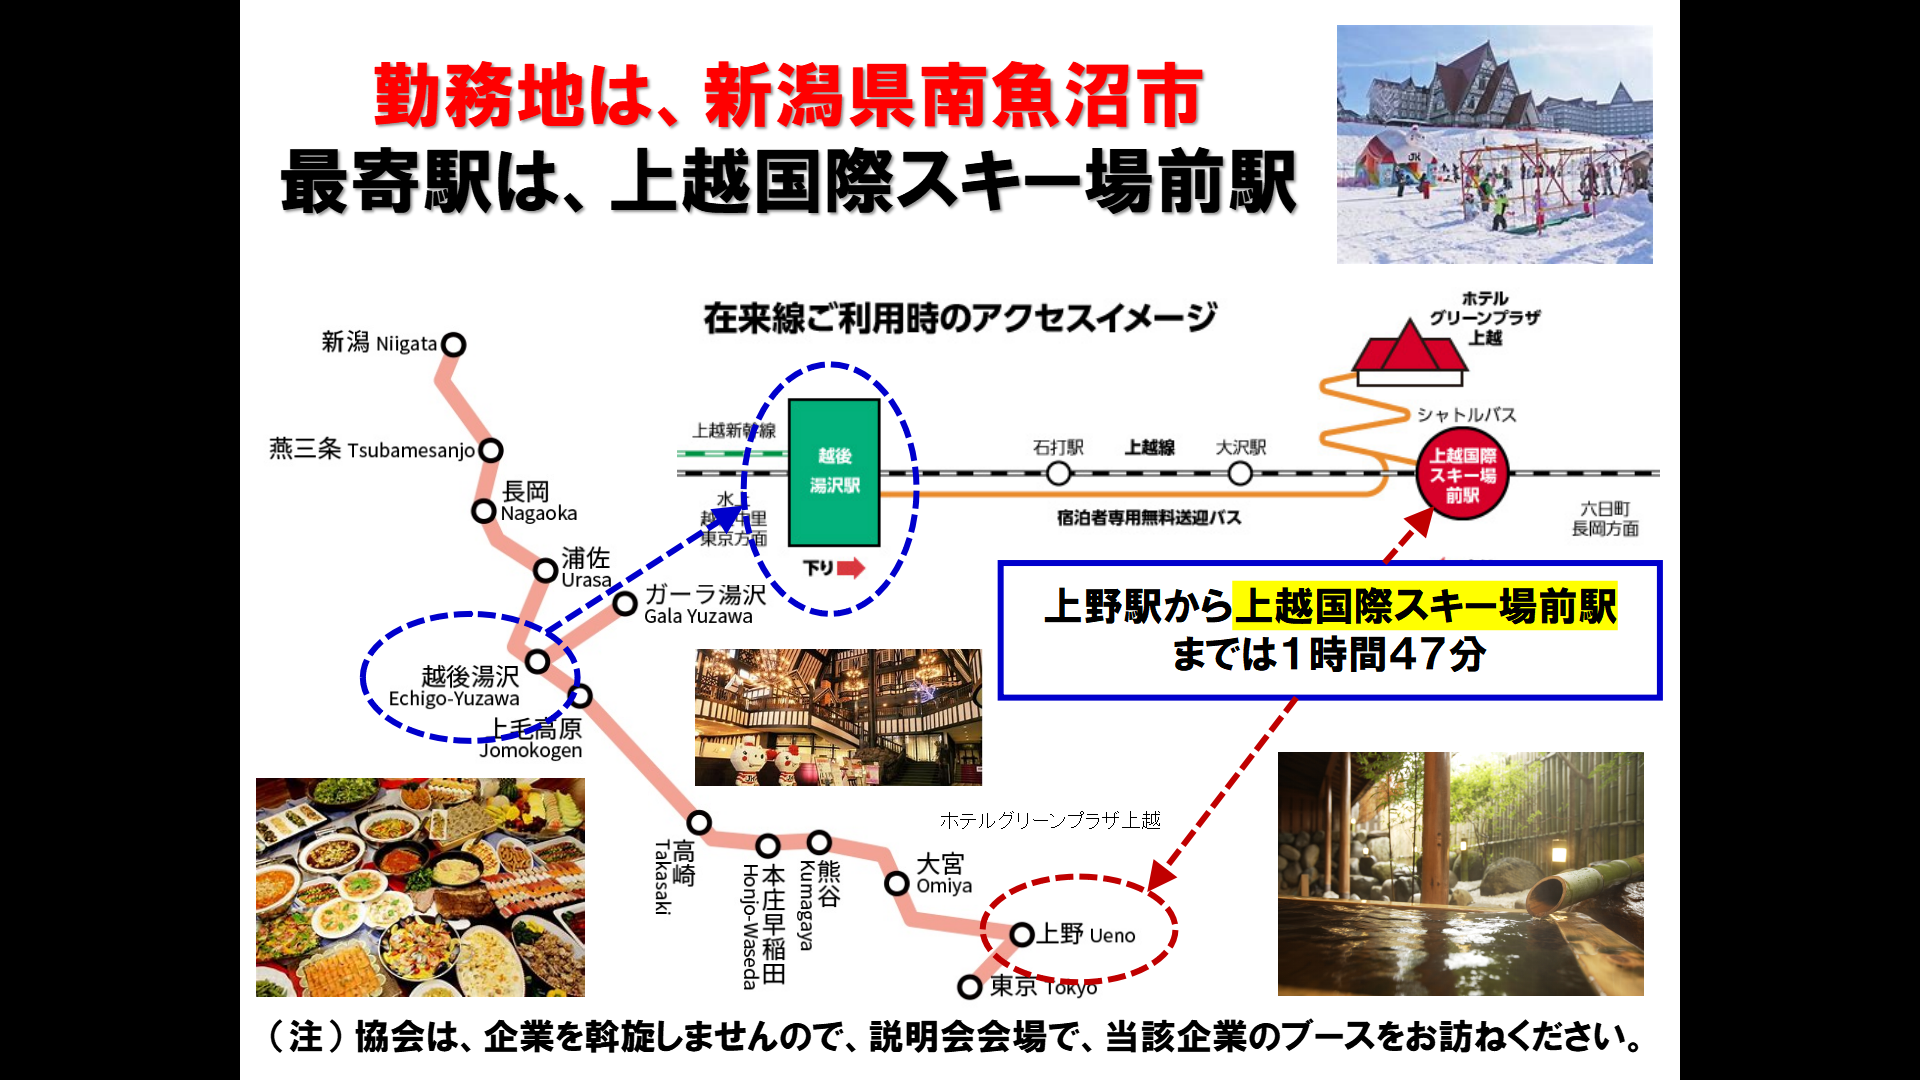 勤務地は、新潟県南魚沼市
最寄駅は、上越国際スキー場前駅
在来線ご利用時のアクセスイメージ
ホテル
グリーンプラザ
上越
シャトルバス
新潟 Niigata
燕三条 Tsubamesanjo
長岡
Nagaoka
浦佐
Urasa
ガーラ湯沢
Gala Yuzawa
越後湯沢
Echigo-Yuzawa
上毛高原
Jomokogen
上越新幹線
越後
湯沢駅
水上
越後中里
東京方面
下り
石打駅
上越線
大沢駅
上越国際
スキー場
前駅
宿泊者専用無料送迎バス
六日町
長岡方面
上野駅から上越国際スキー場前駅
までは1時間47分
JK
ホテルグリーンプラザ上越
高崎
Takasaki
本庄早稲田
Honjo-Waseda
熊谷
Kumagaya
大宮
Omiya
上野 Ueno
東京 Tokyo
（注）協会は、企業を斡旋しませんので、説明会会場で、当該企業のブースをお訪ねください。